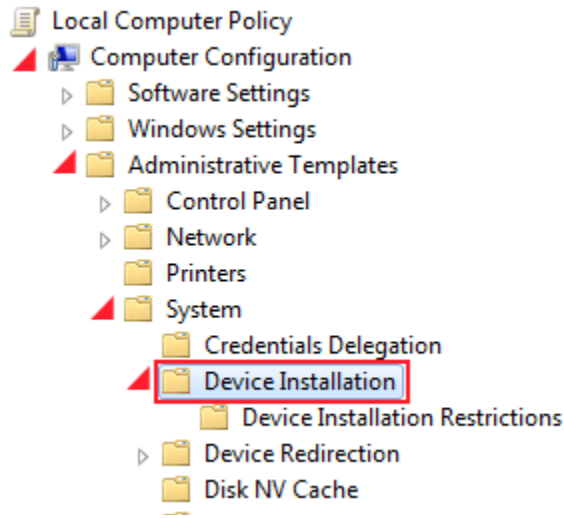 Local Computer Policy
Computer Configuration
Software Settings
Windows Settings
Administrative Templates
Control Panel
Network
Printers
System
Credentials Delegation
Device Installation
Device Installation Restrictions
Device Redirection
Disk NV Cache